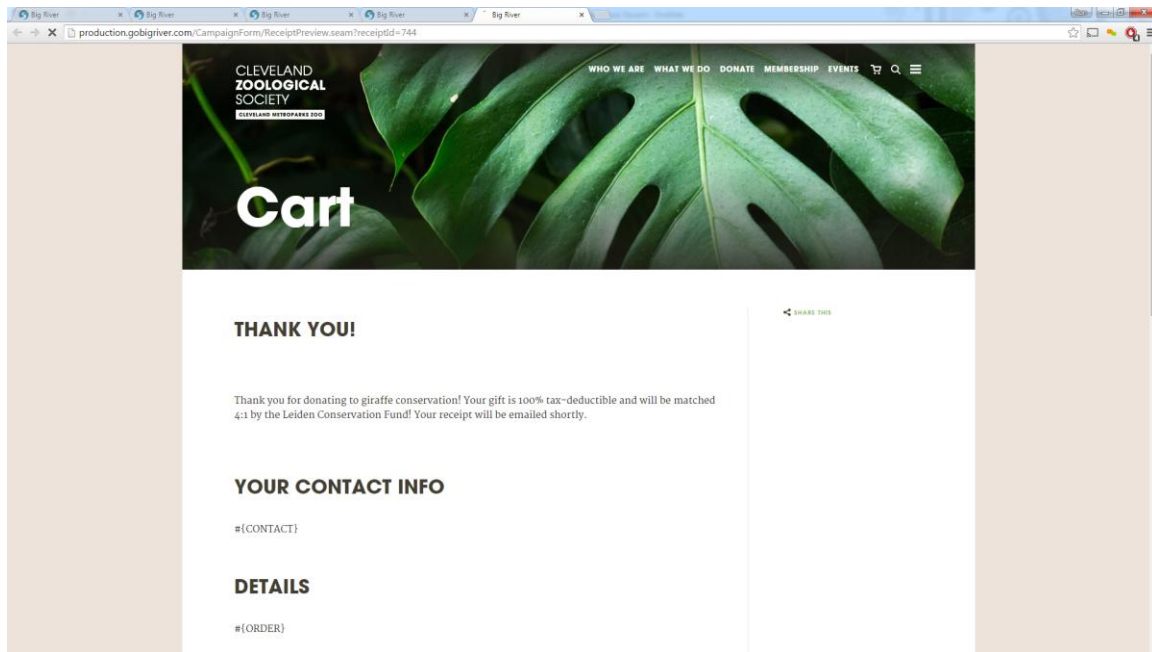 Big River
Big River
Big River
Big River
Big River
production.gobigriver.com/CampaignForm/ReceiptPreview.seam?receiptId=744
CLEVELAND
ZOOLOGICAL
SOCIETY
CLEVELAND METROPARKS ZOO
WHO WE ARE WHAT WE DO DONATE MEMBERSHIP EVENTS
Cart
SHARE THIS
THANK YOU!
Thank you for donating to giraffe conservation! Your gift is 100% tax-deductible and will be matched
4:1 by the Leiden Conservation Fund! Your receipt will be emailed shortly.
YOUR CONTACT INFO
#{CONTACT}
DETAILS
#{ORDER}